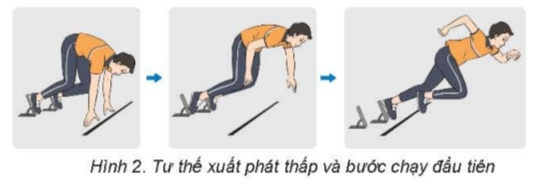 Hình 2. Tư thế xuất phát thấp và bước chạy đầu tiên